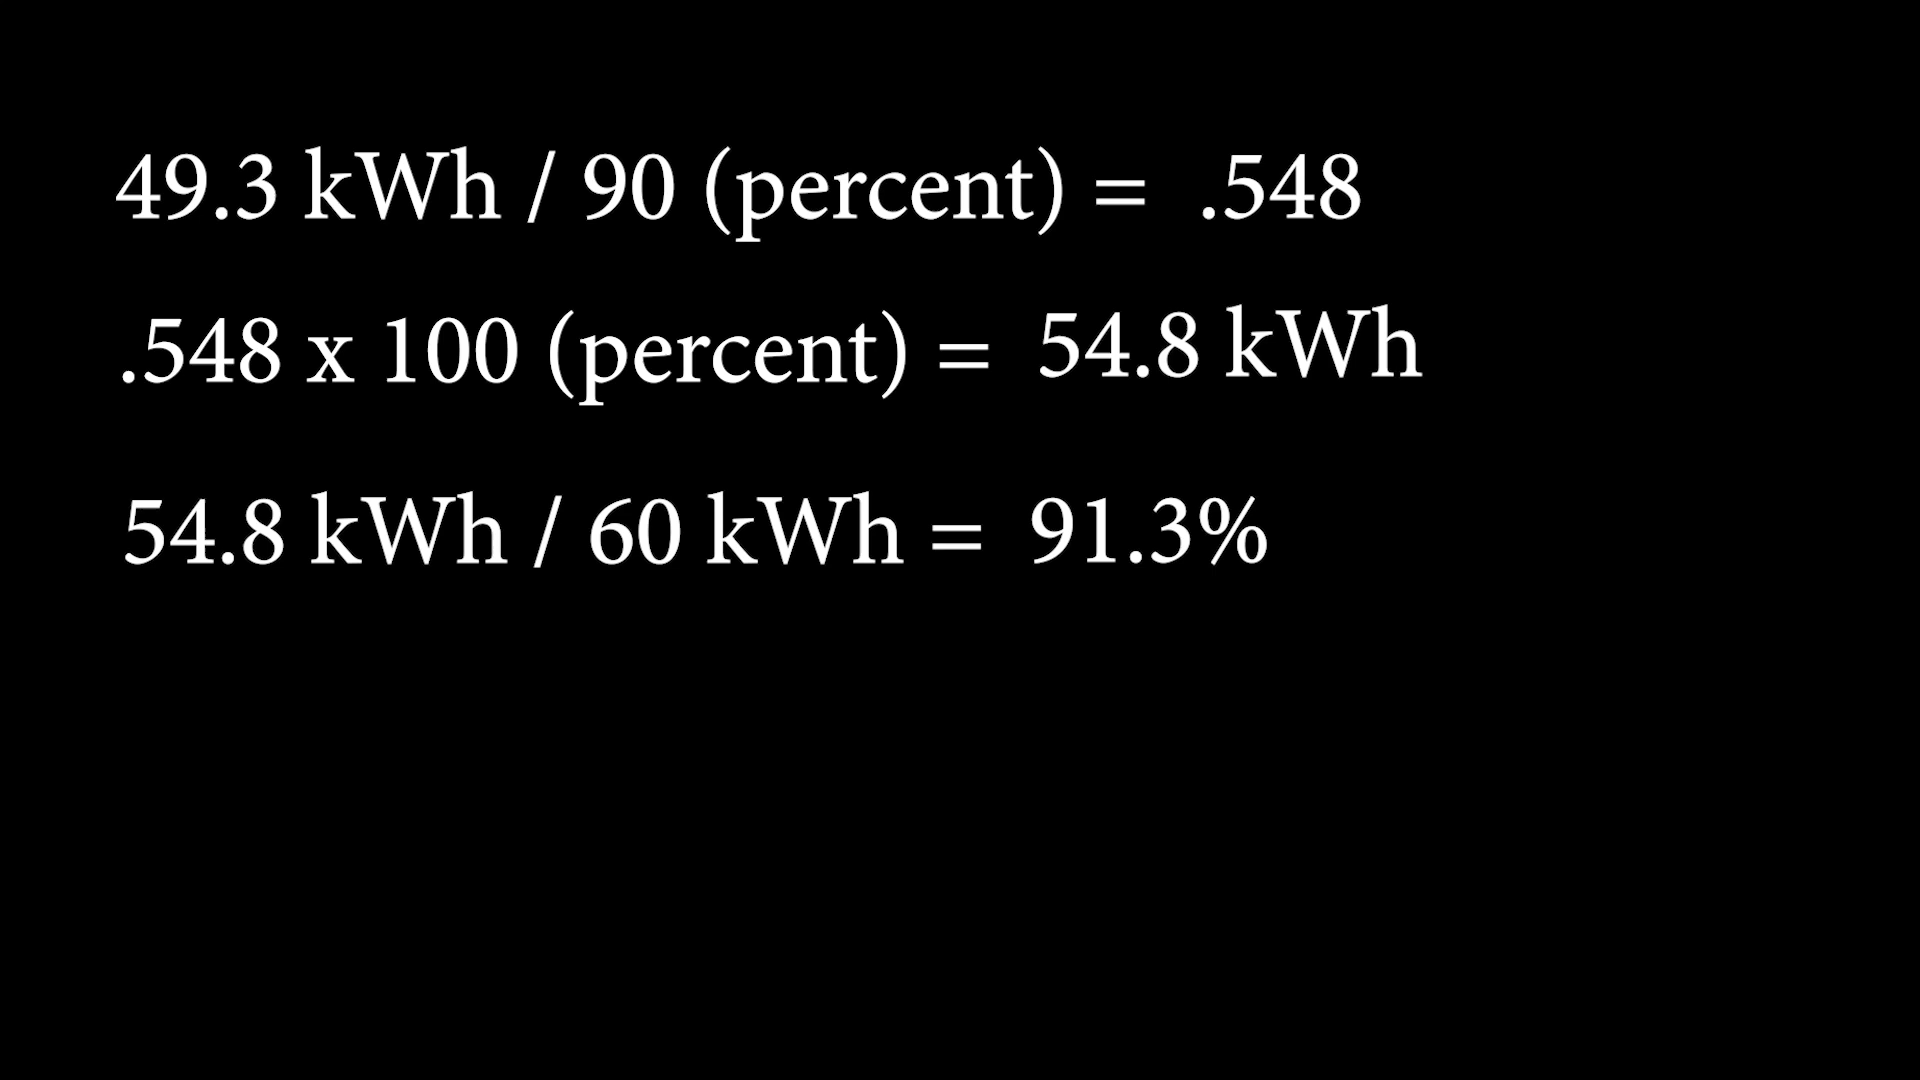 49.3 kWh / 90 (percent) = .548
.548 x 100 (percent) = 54.8 kWh
54.8 kWh / 60 kWh = 91.3%